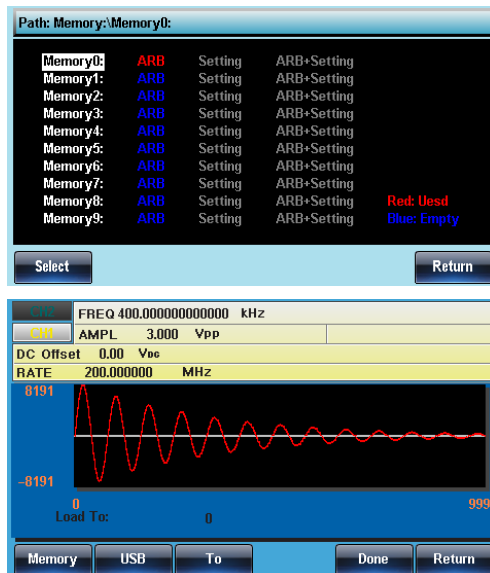 Path: Memory:\Memory0:
Memory0: ARB Setting ARB+Setting
Memory1: ARB Setting ARB+Setting
Memory2: ARB Setting ARB+Setting
Memory3: ARB Setting ARB+Setting
Memory4: ARB Setting ARB+Setting
Memory5: ARB Setting ARB+Setting
Memory6: ARB Setting ARB+Setting
Memory7: ARB Setting ARB+Setting
Memory8: ARB Setting ARB+Setting Red: Uesd
Memory9: ARB Setting ARB+Setting Blue: Empty
Select Return
CH2 FREQ 400.000000000000 kHz
CH1 AMPL 3.000 VPP
DC Offset 0.00 VDC
RATE 200.000000 MHz
8191
-8191
0 999
Load To: 0
Memory USB To Done Return